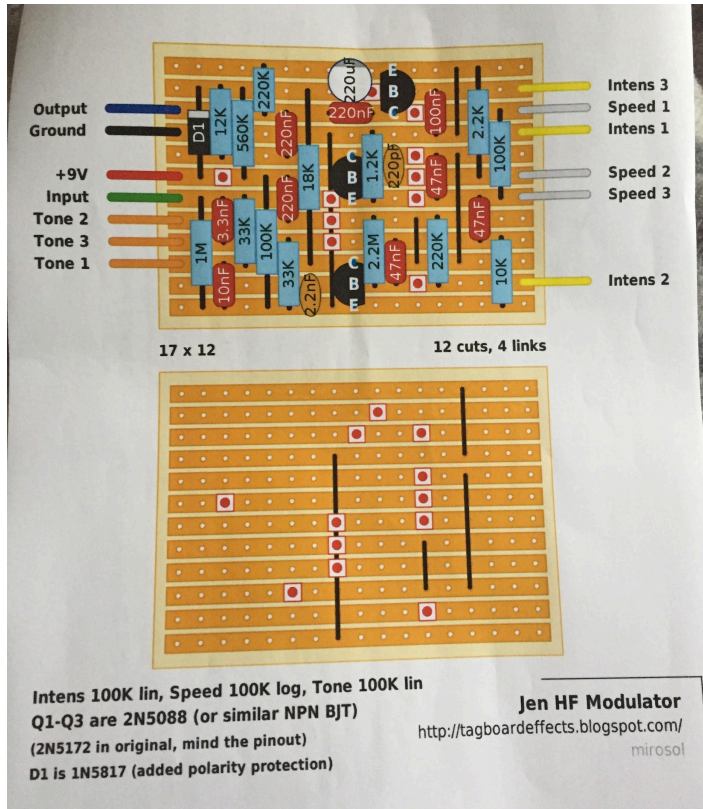 Output
Ground
+9V
Input
Tone 2
Tone 3
Tone 1
D1
12K
560K
220K
220nF
220nF
18K
220uF
220nF
E
B
C
100nF
2.2K
100K
1.2K
220pF
47nF
C
B
E
1M
3.3nF
10nF
33K
100K
33K
2.2nF
2.2M
47nF
220K
47nF
10K
C
B
E
Intens 3
Speed 1
Intens 1
Speed 2
Speed 3
Intens 2
17 x 12
12 cuts, 4 links
Intens 100K lin, Speed 100K log, Tone 100K lin
Q1-Q3 are 2N5088 (or similar NPN BJT)
(2N5172 in original, mind the pinout)
D1 is 1N5817 (added polarity protection)
Jen HF Modulator
http://tagboardeffects.blogspot.com/
mirosol